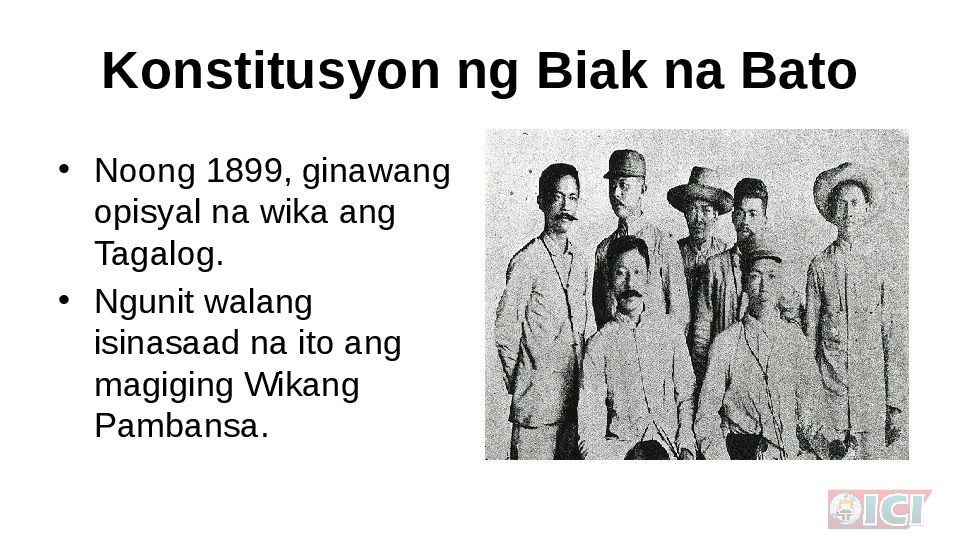 Konstitusyon ng Biak na Bato
• Noong 1899, ginawang
opisyal na wika ang
Tagalog.
• Ngunit walang
isinasaad na ito ang
magiging Wikang
Pambansa.
ICI